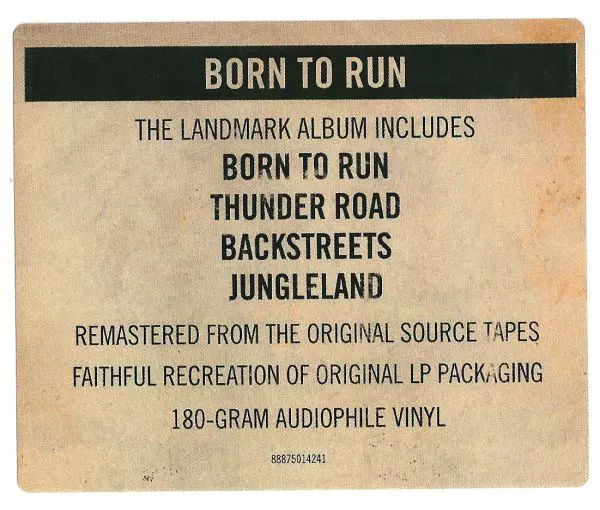 BORN TO RUN
THE LANDMARK ALBUM INCLUDES
BORN TO RUN
THUNDER ROAD
BACKSTREETS
JUNGLELAND
REMASTERED FROM THE ORIGINAL SOURCE TAPES
FAITHFUL RECREATION OF ORIGINAL LP PACKAGING
180-GRAM AUDIOPHILE VINYL
88875014241